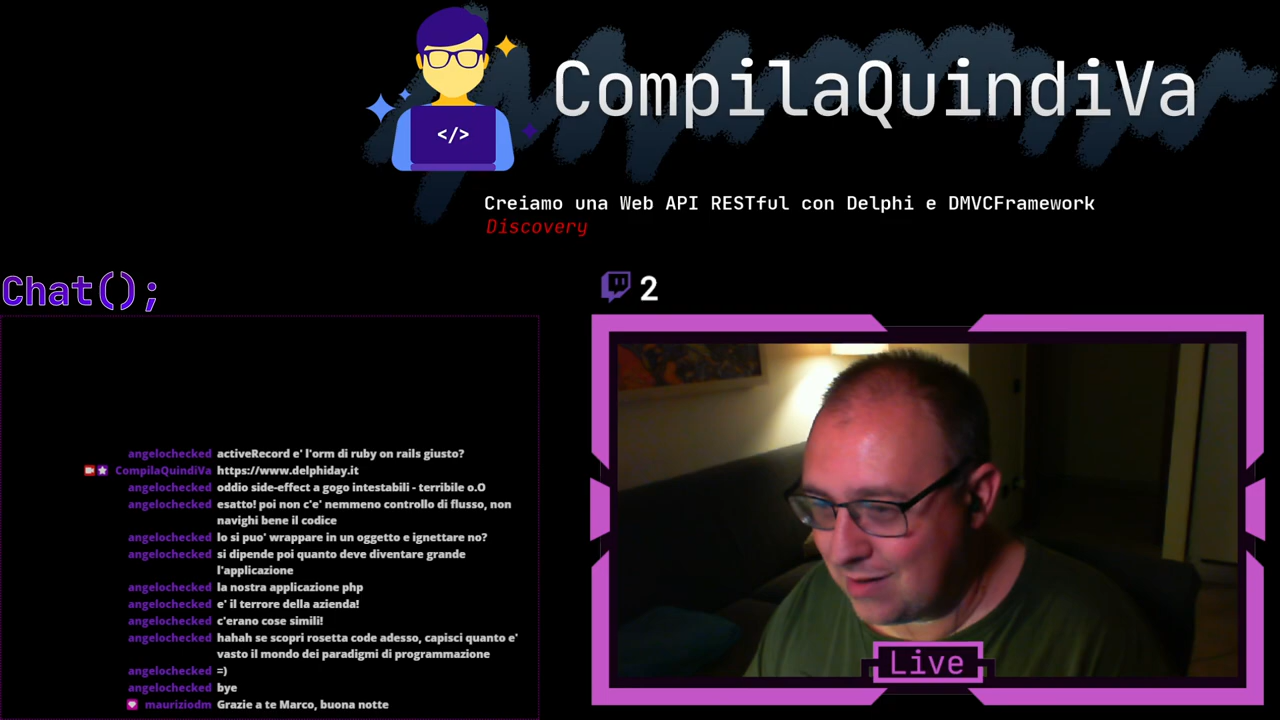 </>
CompilaQuindiVa
Creiamo una Web API RESTful con Delphi e DMVCFramework
Discovery
Chat();
2
angelochecked activeRecord e' l'orm di ruby on rails giusto?
CompilaQuindiVa https://www.delphiday.it
angelochecked oddio side-effect a gogo intestabili - terribile o.O
angelochecked esatto! poi non c'e' nemmeno controllo di flusso, non
navighi bene il codice
angelochecked lo si puo' wrappare in un oggetto e ignettare no?
angelochecked si dipende poi quanto deve diventare grande
l'applicazione
angelochecked la nostra applicazione php
angelochecked e' il terrore della azienda!
angelochecked c'erano cose simili!
angelochecked hahah se scopri rosetta code adesso, capisci quanto e'
vasto il mondo dei paradigmi di programmazione
angelochecked =)
angelochecked bye
mauriziodm Grazie a te Marco, buona notte
Live